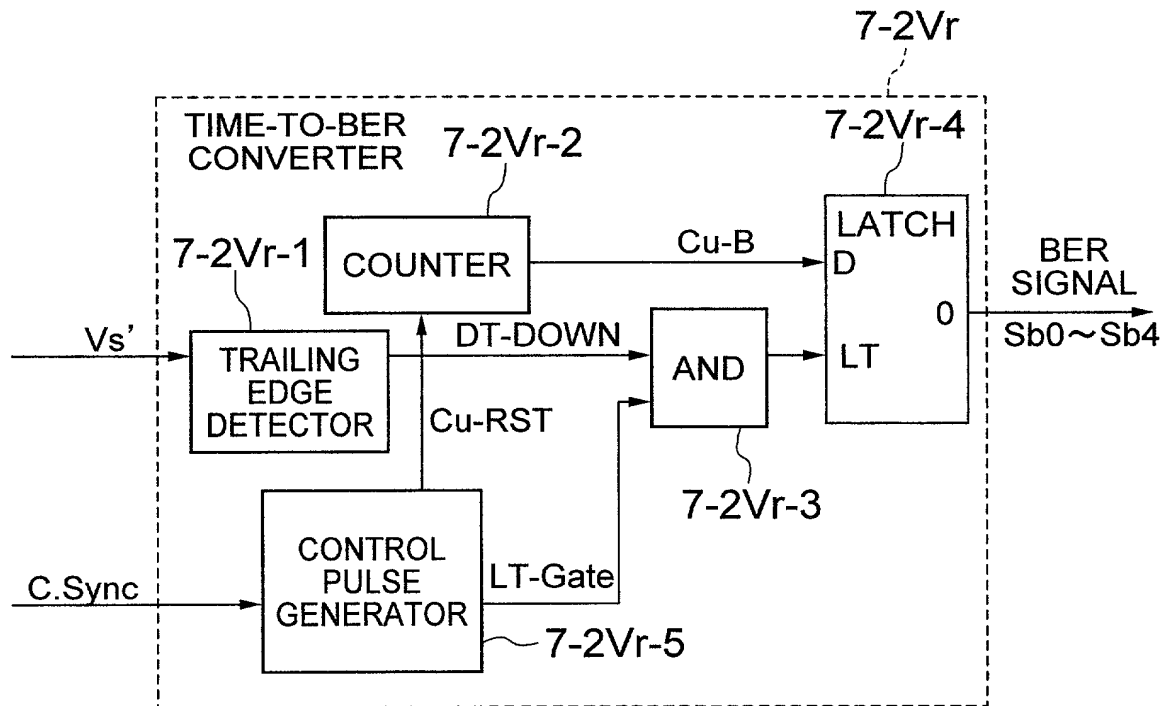 7-2Vr
TIME-TO-BER
CONVERTER
7-2Vr-2
7-2Vr-4
7-2Vr-1
COUNTER
Cu-B
LATCH
D
BER
SIGNAL
0
Sb0～Sb4
Vs’
TRAILING
EDGE
DETECTOR
DT-DOWN
AND
LT
Cu-RST
7-2Vr-3
C.Sync
CONTROL
PULSE
GENERATOR
LT-Gate
7-2Vr-5